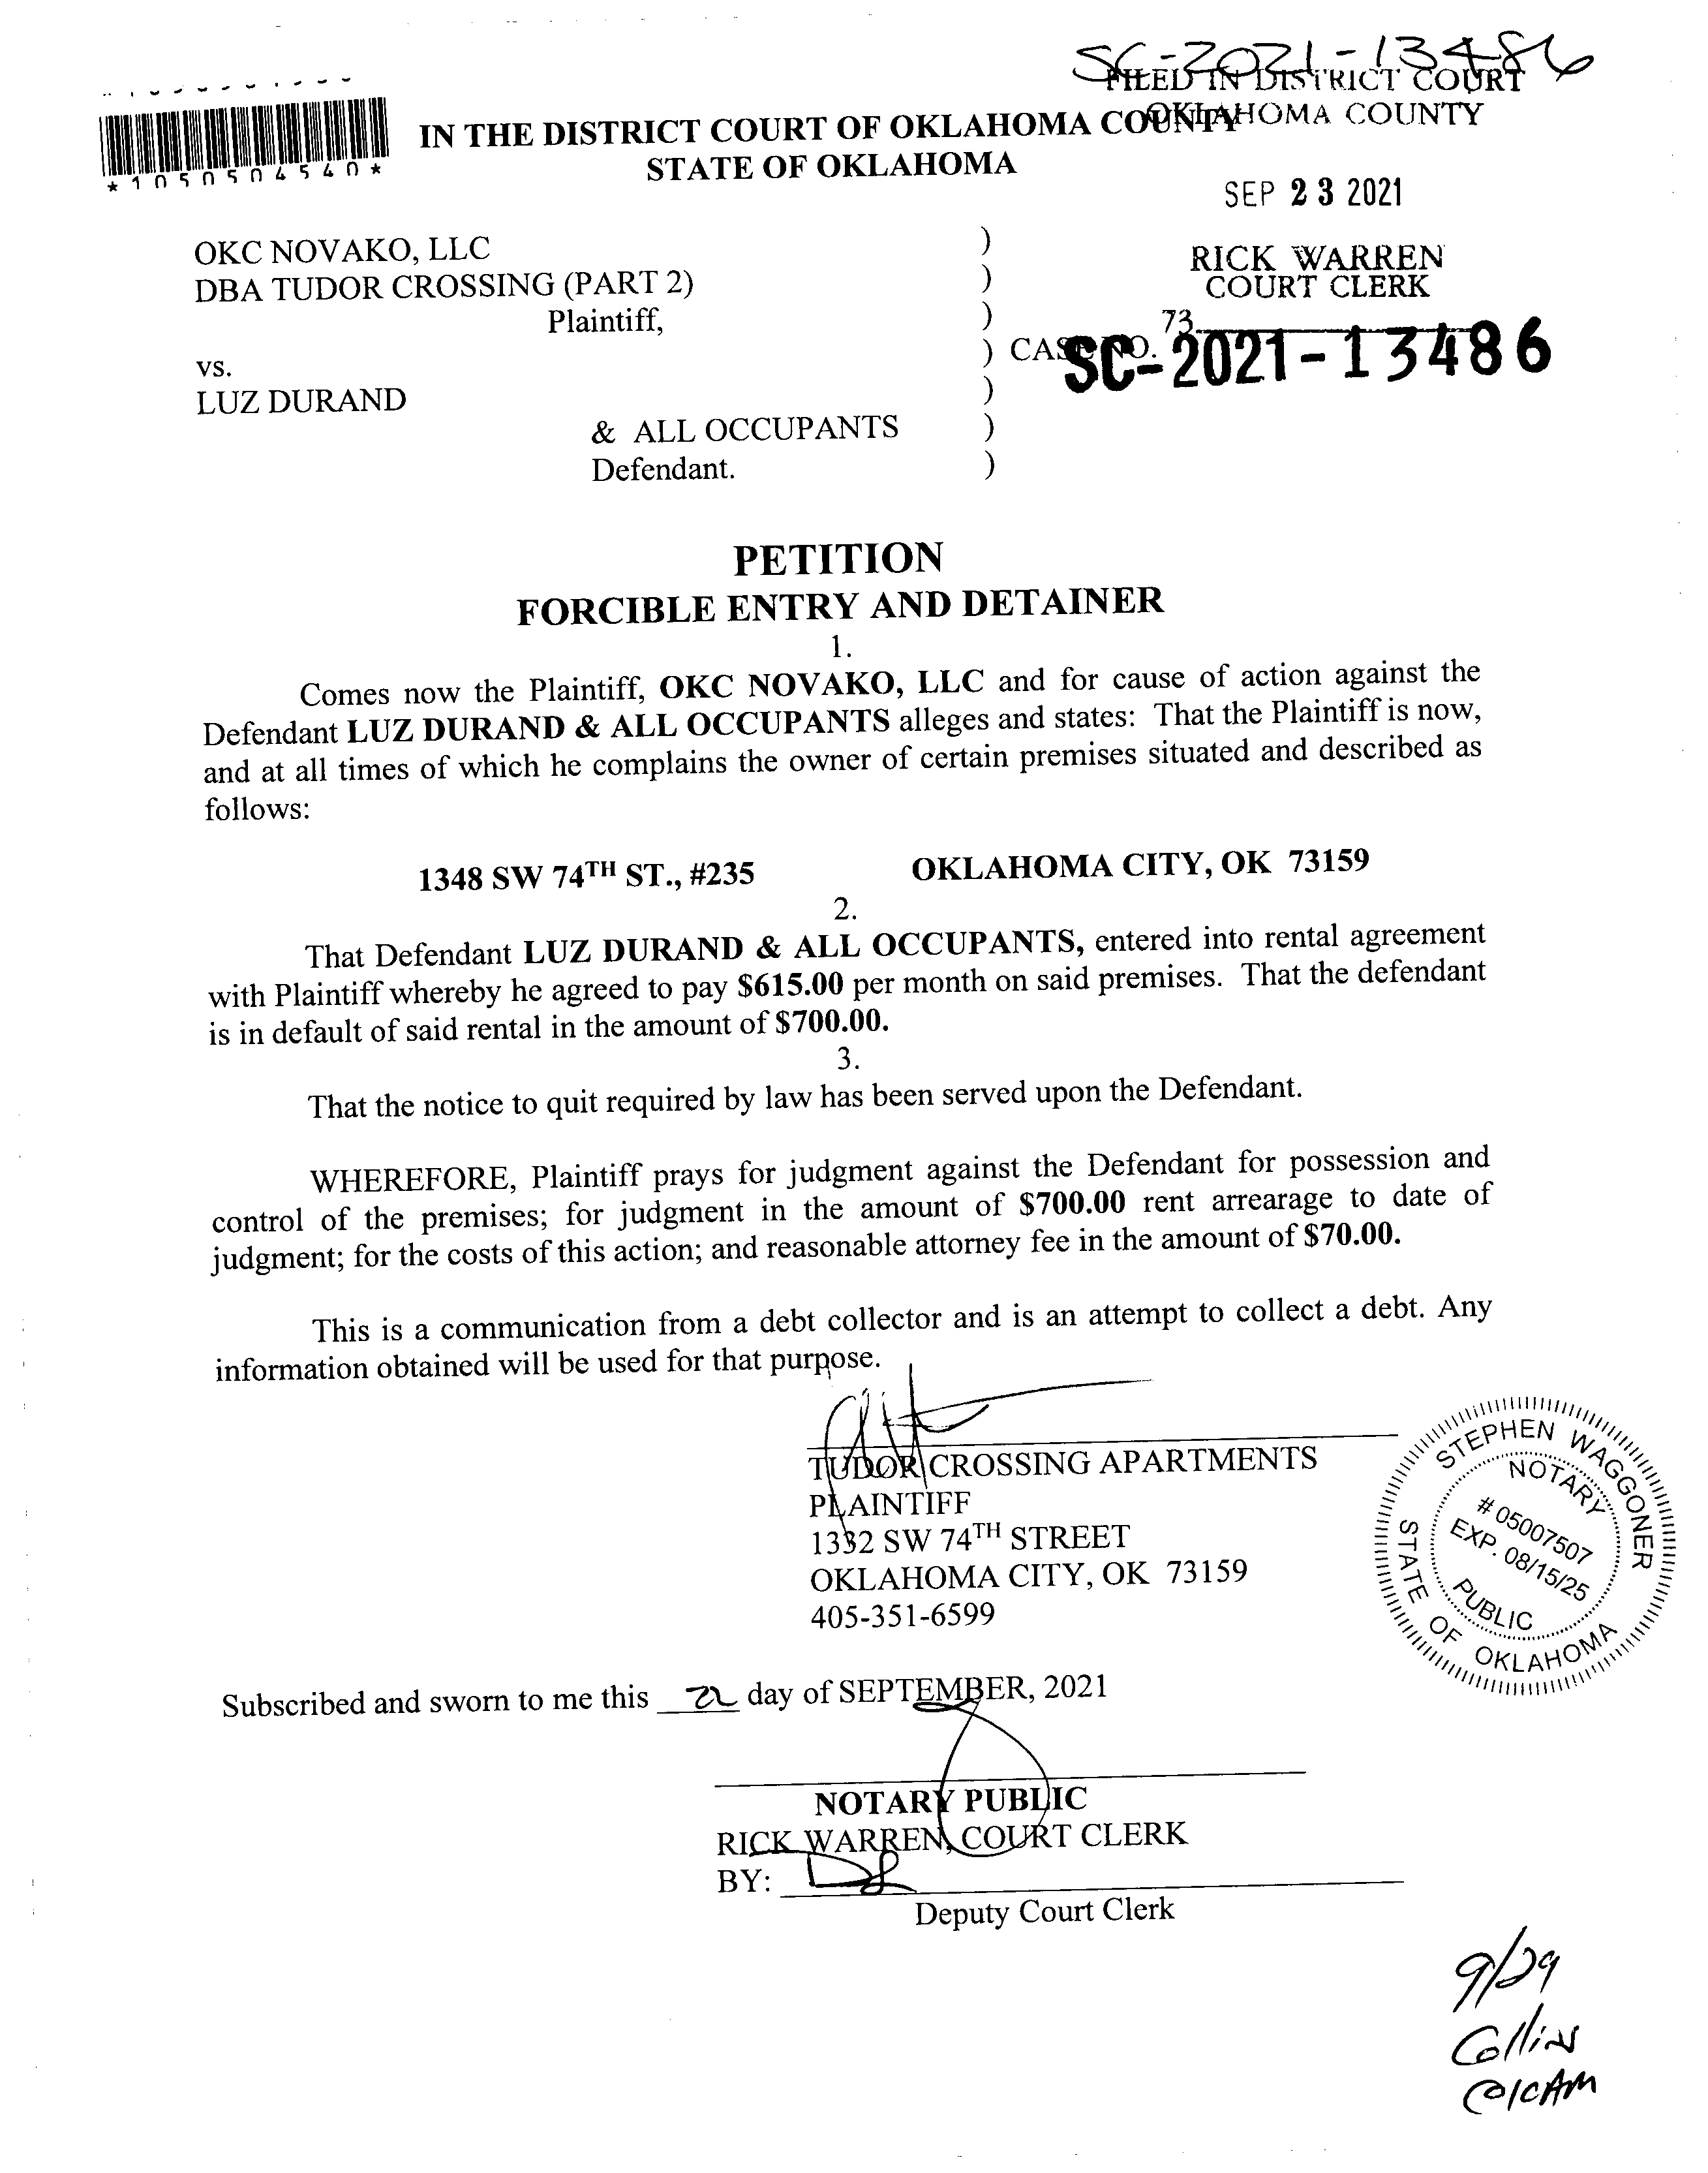 SC-2021-13486
FILED IN DISTRICT COURT
OKLAHOMA COUNTY
*1050504540*
IN THE DISTRICT COURT OF OKLAHOMA COUNTY
STATE OF OKLAHOMA
SEP 23 2021
RICK WARREN
COURT CLERK
73
OKC NOVAKO, LLC )
DBA TUDOR CROSSING (PART 2) )
Plaintiff, )
) CASE NO. SC-2021-13486
vs.
LUZ DURAND )
& ALL OCCUPANTS )
Defendant. )
PETITION
FORCIBLE ENTRY AND DETAINER
1.
Comes now the Plaintiff, OKC NOVAKO, LLC and for cause of action against the
Defendant LUZ DURAND & ALL OCCUPANTS alleges and states: That the Plaintiff is now,
and at all times of which he complains the owner of certain premises situated and described as
follows:
1348 SW 74TH ST., #235 OKLAHOMA CITY, OK 73159
2.
That Defendant LUZ DURAND & ALL OCCUPANTS, entered into rental agreement
with Plaintiff whereby he agreed to pay $615.00 per month on said premises. That the defendant
is in default of said rental in the amount of $700.00.
3.
That the notice to quit required by law has been served upon the Defendant.
WHEREFORE, Plaintiff prays for judgment against the Defendant for possession and
control of the premises; for judgment in the amount of $700.00 rent arrearage to date of
judgment; for the costs of this action; and reasonable attorney fee in the amount of $70.00.
This is a communication from a debt collector and is an attempt to collect a debt. Any
information obtained will be used for that purpose.
TUDOR CROSSING APARTMENTS
PLAINTIFF
1332 SW 74TH STREET
OKLAHOMA CITY, OK 73159
405-351-6599
STEPHEN WAGGONER
NOTARY
# 05007507
EXP. 08/15/25
PUBLIC
STATE OF OKLAHOMA
Subscribed and sworn to me this 22 day of SEPTEMBER, 2021
NOTARY PUBLIC
RICK WARREN, COURT CLERK
BY:
Deputy Court Clerk
9/29
Collins